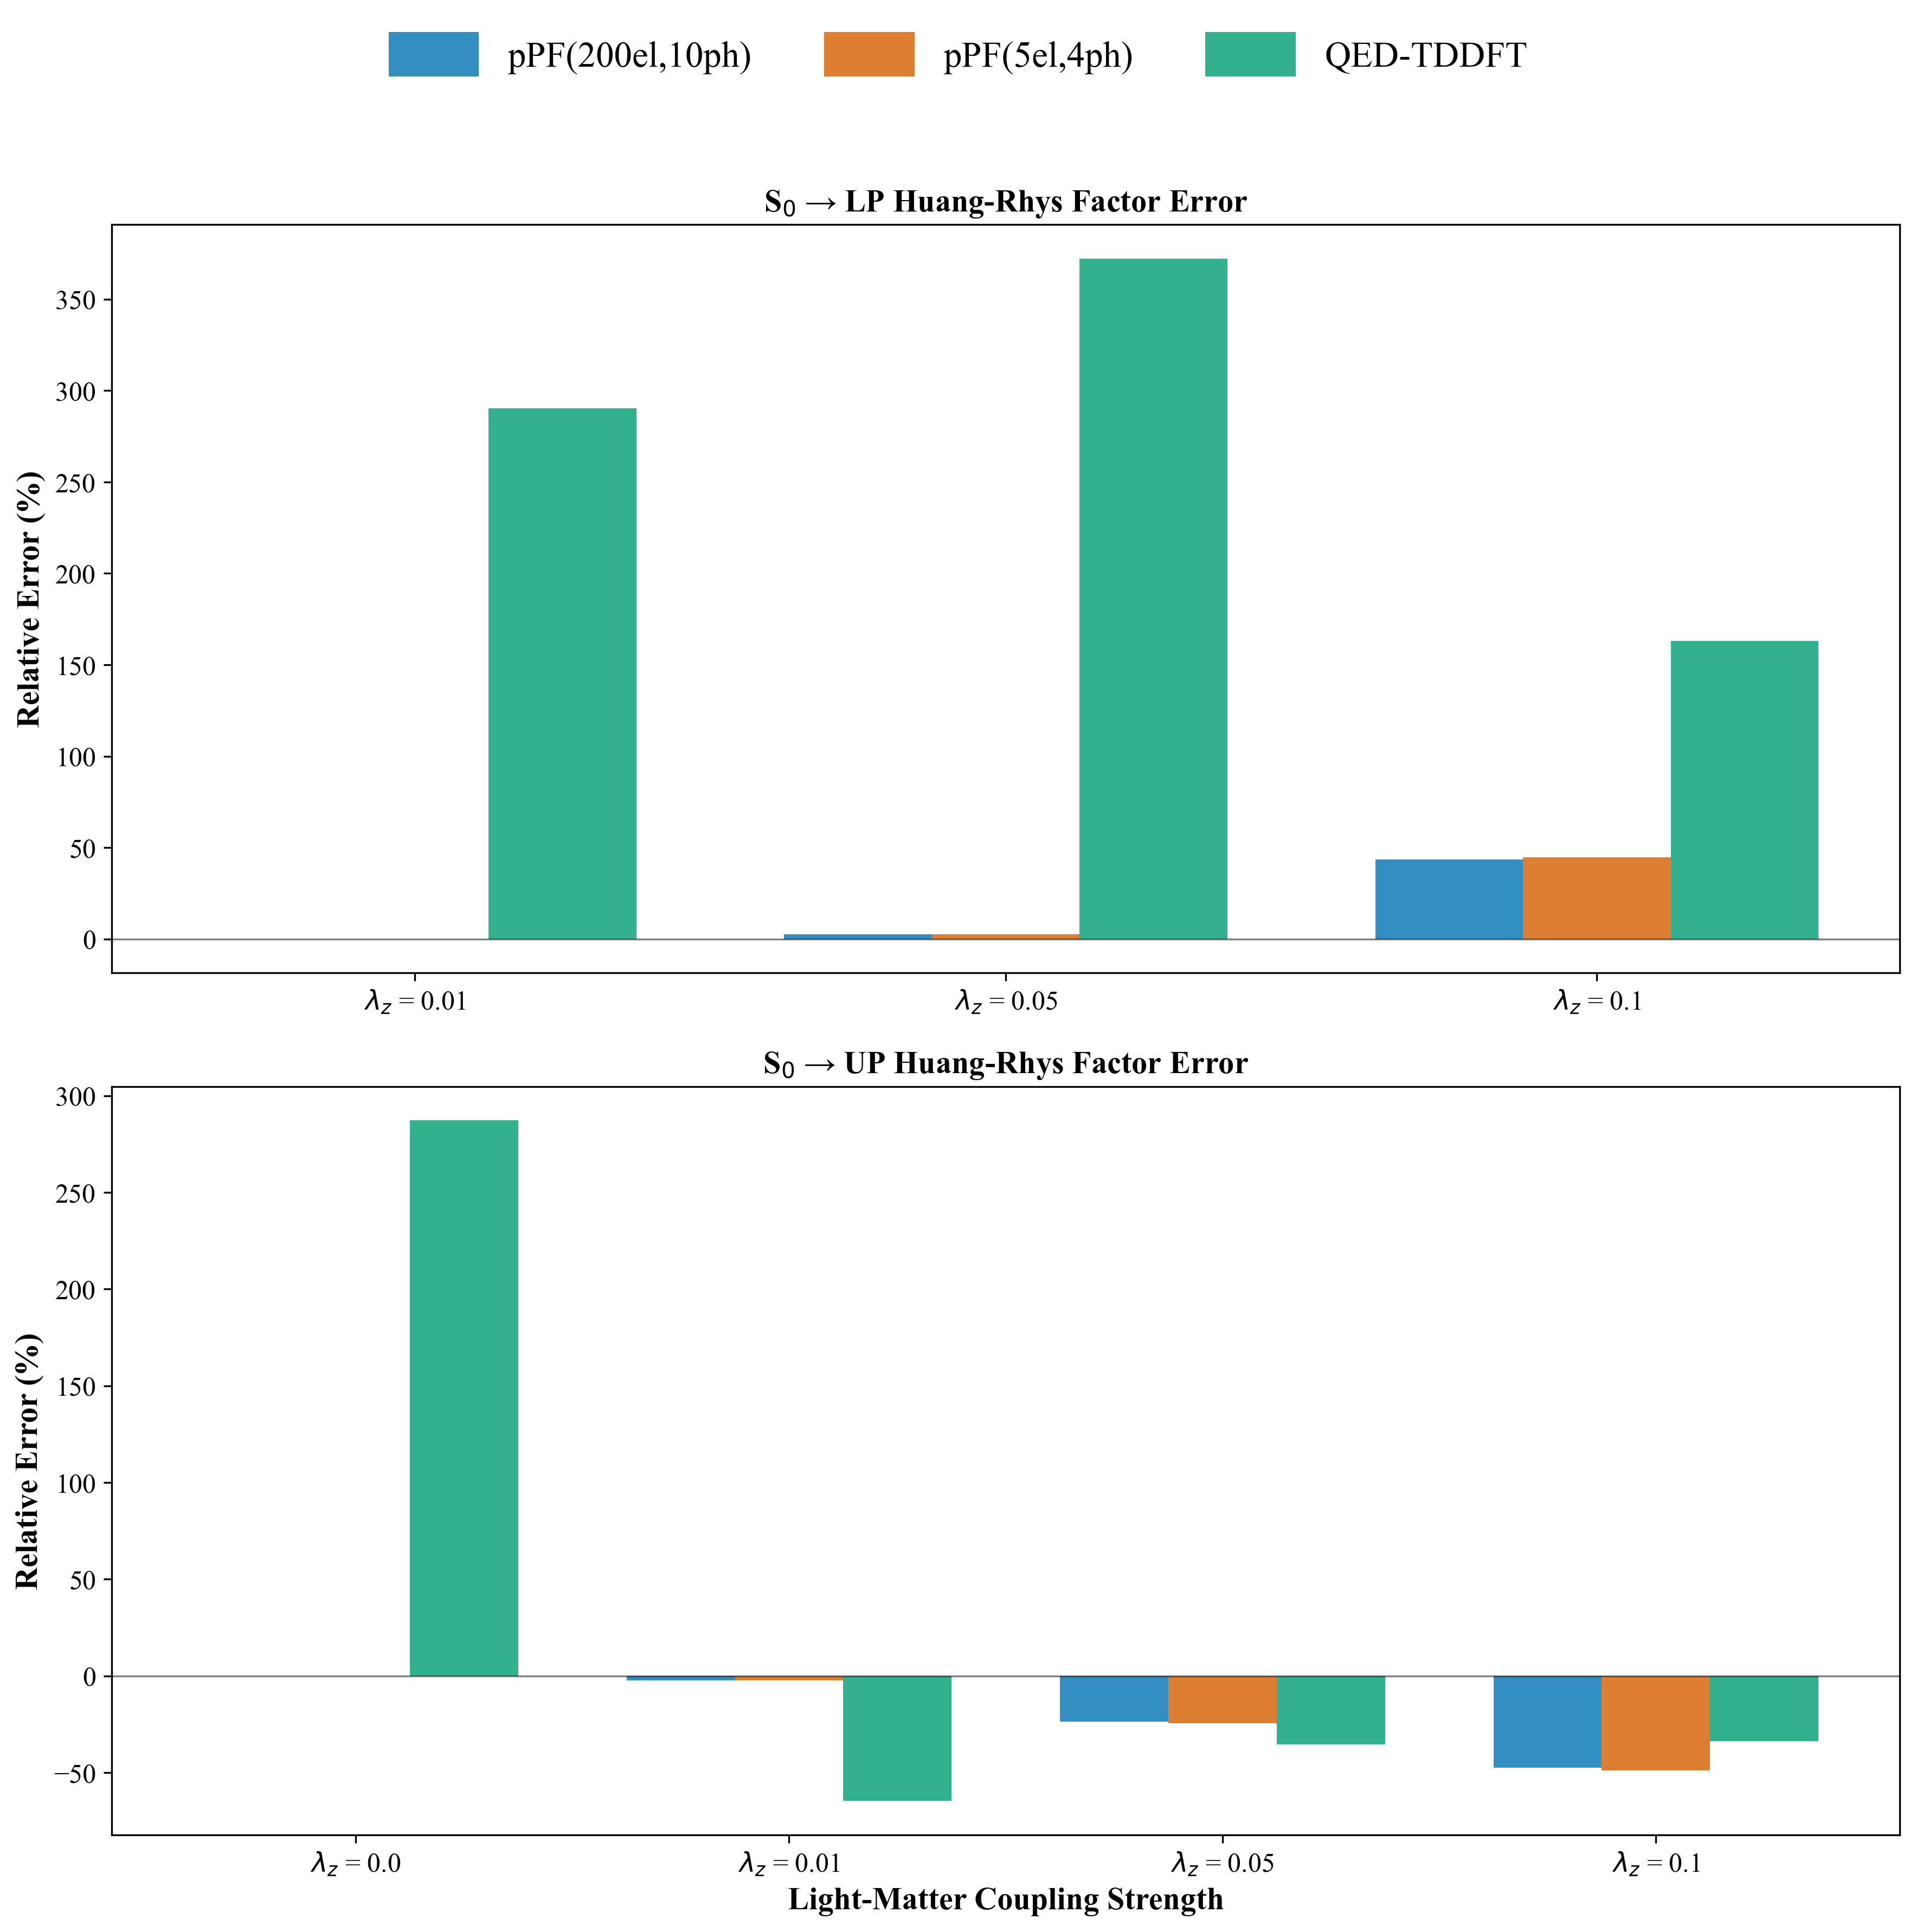 pPF(200el,10ph) pPF(5el,4ph) QED-TDDFT
S₀ → LP Huang-Rhys Factor Error
Relative Error (%)
350
300
250
200
150
100
50
0
λz = 0.01 λz = 0.05 λz = 0.1
S₀ → UP Huang-Rhys Factor Error
Relative Error (%)
300
250
200
150
100
50
0
−50
λz = 0.0 λz = 0.01 λz = 0.05 λz = 0.1
Light-Matter Coupling Strength